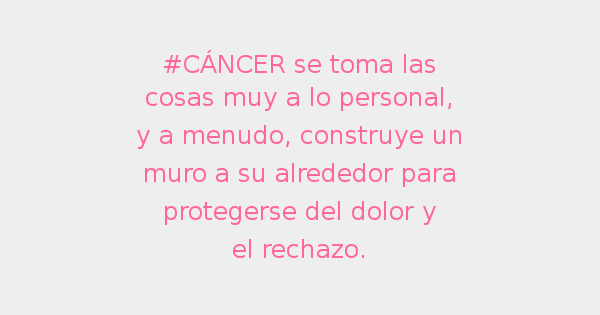 #CÁNCER se toma las
cosas muy a lo personal,
y a menudo, construye un
muro a su alrededor para
protegerse del dolor y
el rechazo.